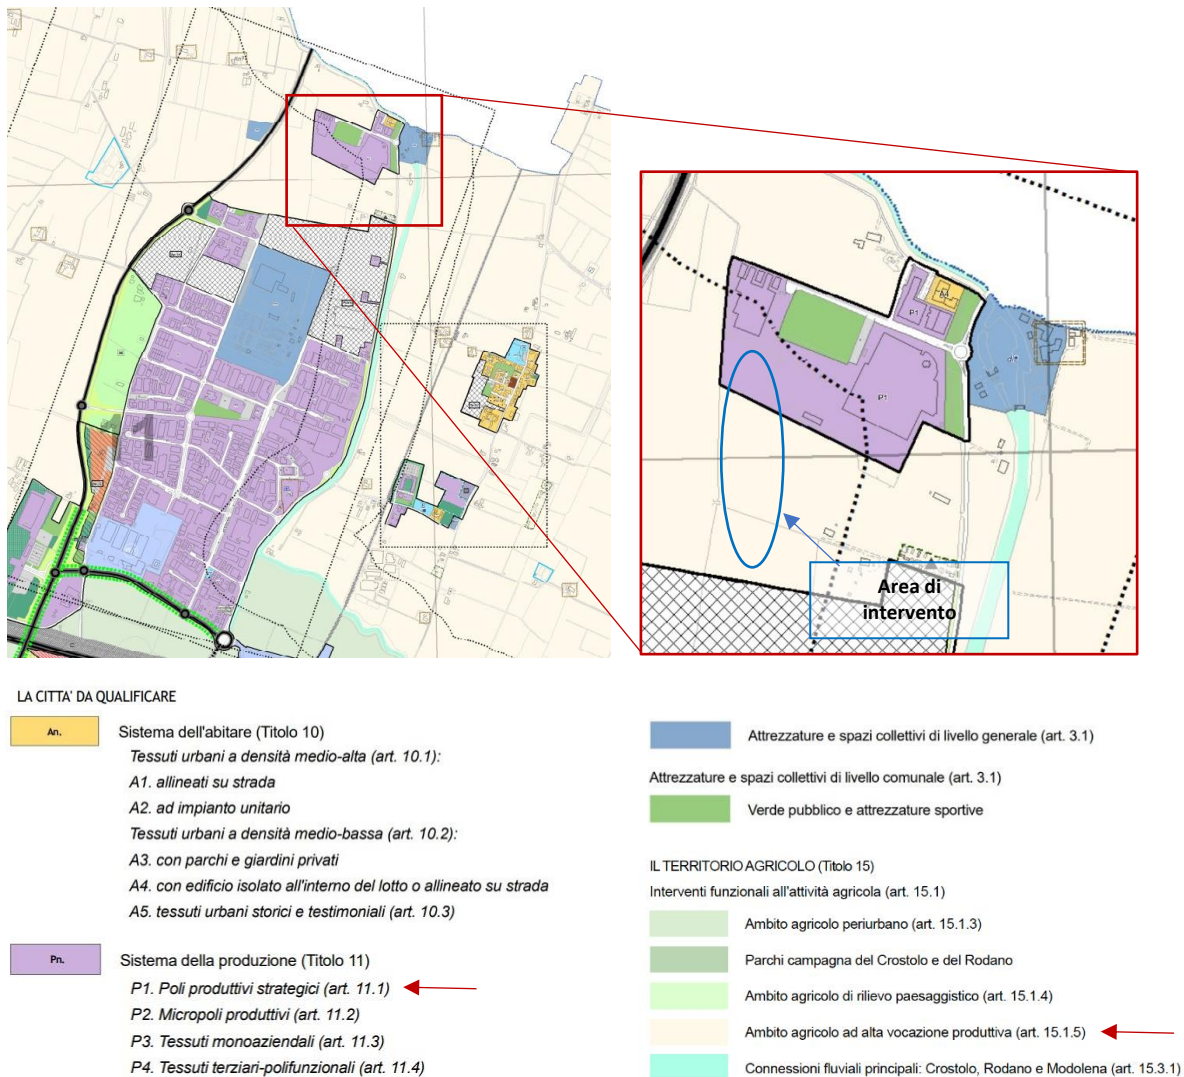 1
P1
P1
Area di
intervento
LA CITTA' DA QUALIFICARE
An.
Sistema dell'abitare (Titolo 10)
Tessuti urbani a densità medio-alta (art. 10.1):
A1. allineati su strada
A2. ad impianto unitario
Tessuti urbani a densità medio-bassa (art. 10.2):
A3. con parchi e giardini privati
A4. con edificio isolato all'interno del lotto o allineato su strada
A5. tessuti urbani storici e testimoniali (art. 10.3)
Pn.
Sistema della produzione (Titolo 11)
P1. Poli produttivi strategici (art. 11.1)
P2. Micropoli produttivi (art. 11.2)
P3. Tessuti monoaziendali (art. 11.3)
P4. Tessuti terziari-polifunzionali (art. 11.4)
Attrezzature e spazi collettivi di livello generale (art. 3.1)
Attrezzature e spazi collettivi di livello comunale (art. 3.1)
Verde pubblico e attrezzature sportive
IL TERRITORIO AGRICOLO (Titolo 15)
Interventi funzionali all'attività agricola (art. 15.1)
Ambito agricolo periurbano (art. 15.1.3)
Parchi campagna del Crostolo e del Rodano
Ambito agricolo di rilievo paesaggistico (art. 15.1.4)
Ambito agricolo ad alta vocazione produttiva (art. 15.1.5)
Connessioni fluviali principali: Crostolo, Rodano e Modolena (art. 15.3.1)